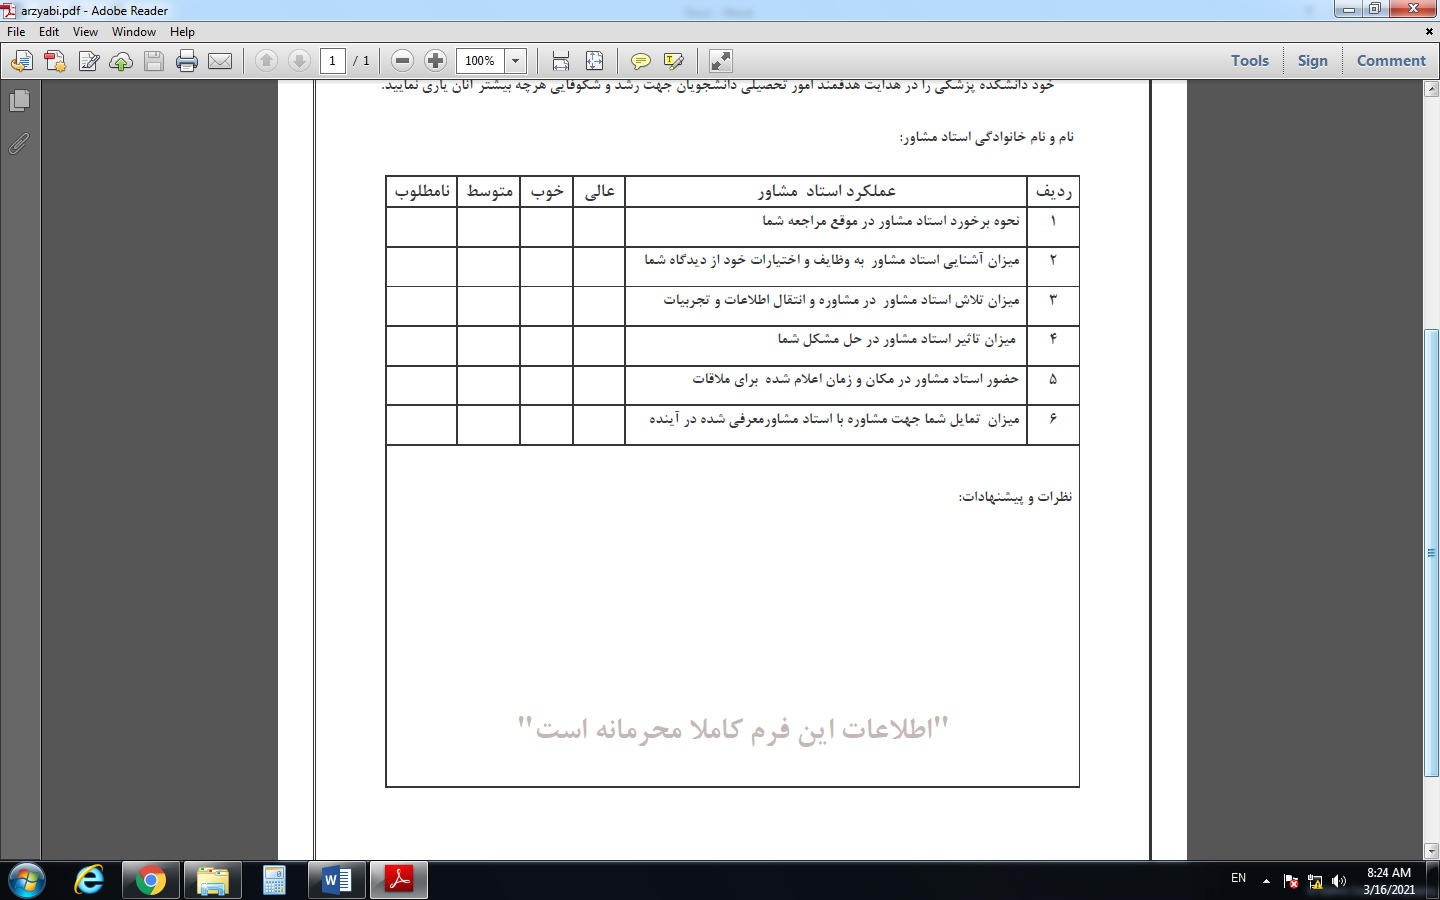 arzyabi.pdf - Adobe Reader
File Edit View Window Help
1 / 1 100% Tools Sign Comment
خود دانشکده پزشکی را در هدایت هدفمند امور تحصیلی دانشجویان جهت رشد و شکوفایی هرچه بیشتر آنان یاری نمایید.
نام و نام خانوادگی استاد مشاور:
ردیف عملکرد استاد مشاور عالی خوب متوسط نامطلوب
۱ نحوه برخورد استاد مشاور در موقع مراجعه شما
۲ میزان آشنایی استاد مشاور به وظایف و اختیارات خود از دیدگاه شما
۳ میزان تلاش استاد مشاور در مشاوره و انتقال اطلاعات و تجربیات
۴ میزان تاثیر استاد مشاور در حل مشکل شما
۵ حضور استاد مشاور در مکان و زمان اعلام شده برای ملاقات
۶ میزان تمایل شما جهت مشاوره با استاد مشاورمعرفی شده در آینده
نظرات و پیشنهادات:
"اطلاعات این فرم کاملا محرمانه است"
EN 8:24 AM
3/16/2021